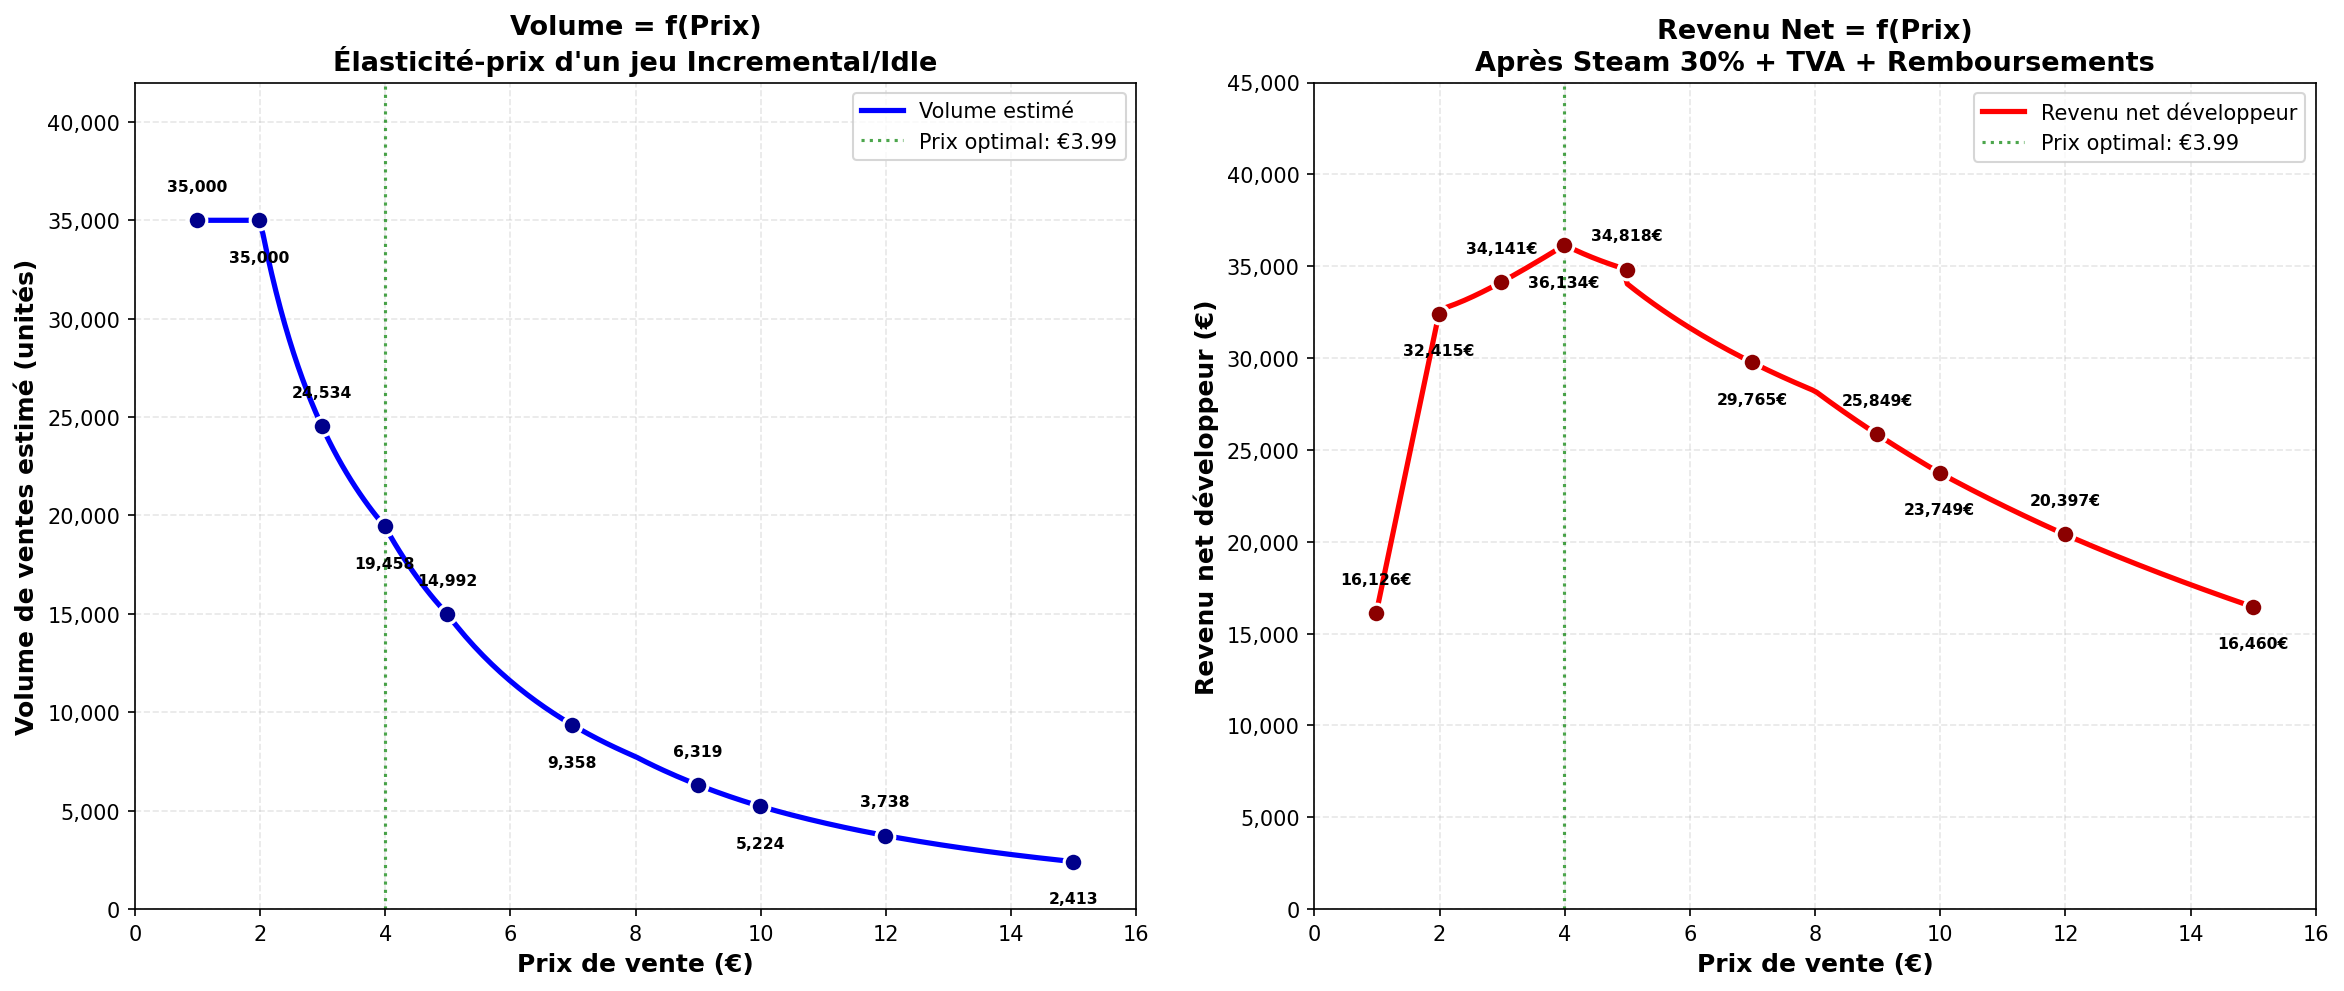 Volume = f(Prix)
Élasticité-prix d'un jeu Incremental/Idle
Volume de ventes estimé (unités)
40,000
35,000
30,000
25,000
20,000
15,000
10,000
5,000
0
Volume estimé
Prix optimal: €3.99
35,000
35,000
24,534
19,458
14,992
9,358
6,319
5,224
3,738
2,413
0 2 4 6 8 10 12 14 16
Prix de vente (€)
Revenu Net = f(Prix)
Après Steam 30% + TVA + Remboursements
Revenu net développeur (€)
45,000
40,000
35,000
30,000
25,000
20,000
15,000
10,000
5,000
0
Revenu net développeur
Prix optimal: €3.99
16,126€
32,415€
34,141€
36,134€
34,818€
29,765€
25,849€
23,749€
20,397€
16,460€
0 2 4 6 8 10 12 14 16
Prix de vente (€)